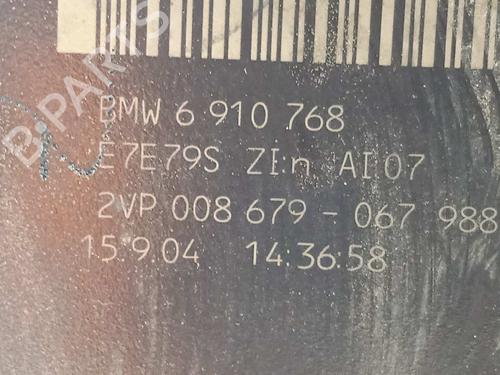 BMW 6 910 768
E7E79S ZI:n AI 07
2VP 008 679 - 067 988
15.9.04 14:36:58
B-PARTS